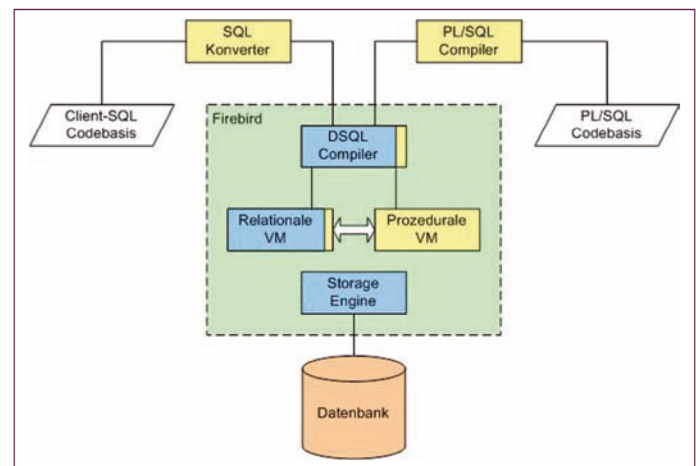 SQL
Konverter
PL/SQL
Compiler
Client-SQL
Codebasis
PL/SQL
Codebasis
Firebird
DSQL
Compiler
Relationale
VM
Prozedurale
VM
Storage
Engine
Datenbank